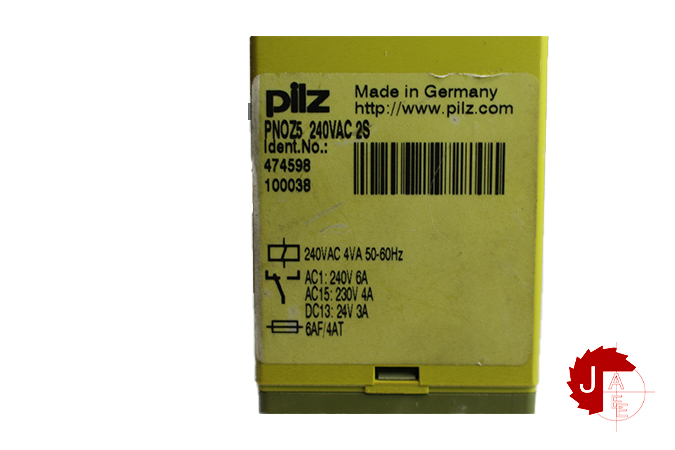 pilz
Made in Germany
http://www.pilz.com
PNOZ5 240VAC 2S
Ident.No.:
474598
100038
240VAC 4VA 50-60Hz
AC1: 240V 6A
AC15: 230V 4A
DC13: 24V 3A
6AF/4AT
J
A
EE